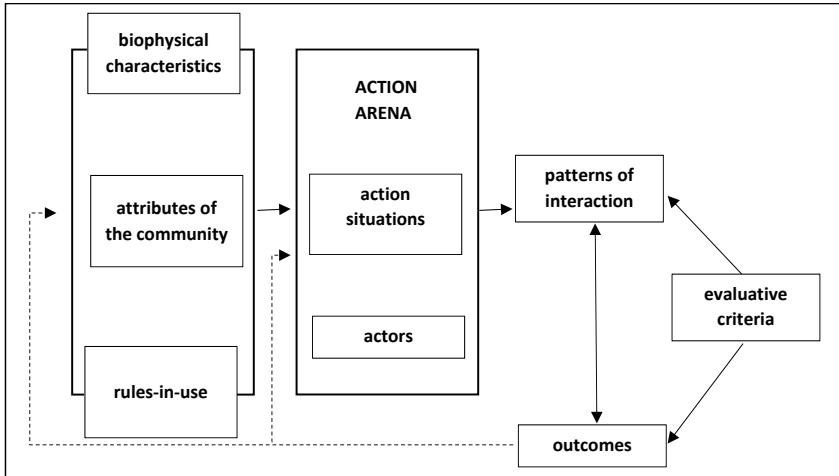 biophysical
characteristics
attributes of
the community
rules-in-use
ACTION
ARENA
action
situations
actors
patterns of
interaction
outcomes
evaluative
criteria